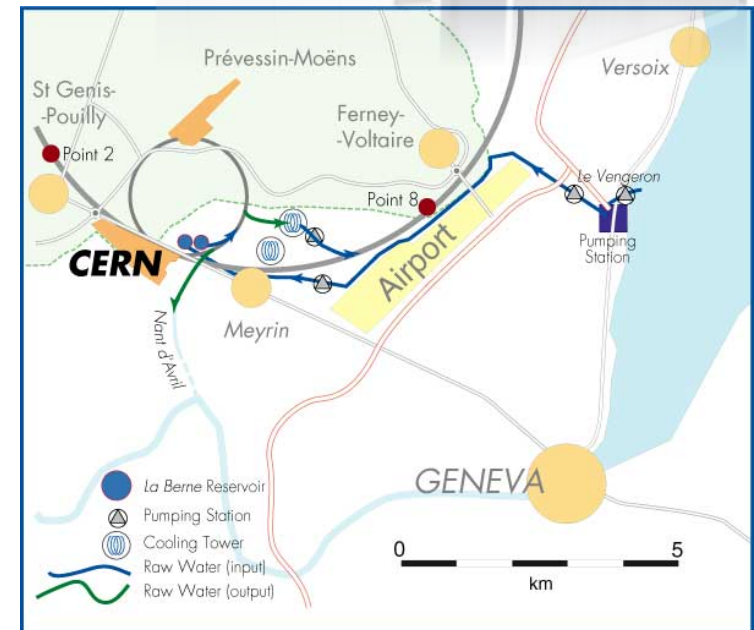 Prévessin-Moëns
Versoix
St Genis-
-Pouilly
Ferney-
-Voltaire
Point 2
Le Vengeron
Point 8
Pumping
Station
CERN
Airport
Meyrin
Nant d'Avril
GENEVA
La Berne Reservoir
Pumping Station
Cooling Tower
Raw Water (input)
Raw Water (output)
0 5
km